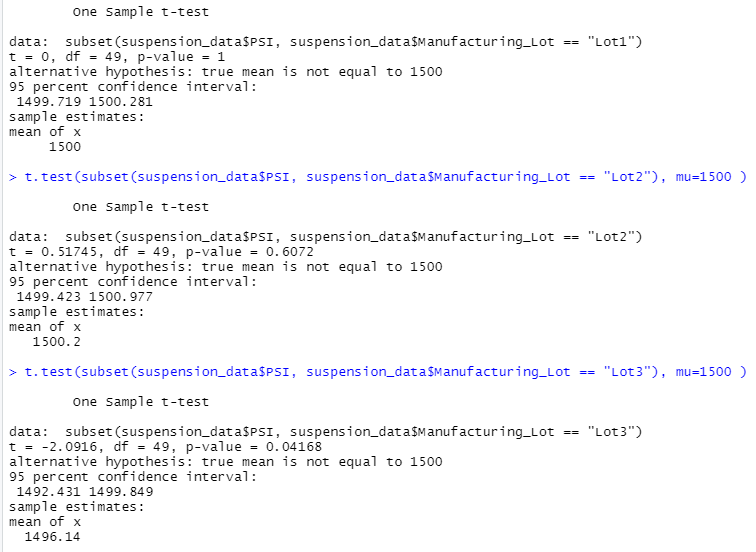 One Sample t-test
data:  subset(suspension_data$PSI, suspension_data$Manufacturing_Lot == "Lot1")
t = 0, df = 49, p-value = 1
alternative hypothesis: true mean is not equal to 1500
95 percent confidence interval:
1499.719 1500.281
sample estimates:
mean of x
1500
> t.test(subset(suspension_data$PSI, suspension_data$Manufacturing_Lot == "Lot2"), mu=1500 )
One Sample t-test
data:  subset(suspension_data$PSI, suspension_data$Manufacturing_Lot == "Lot2")
t = 0.51745, df = 49, p-value = 0.6072
alternative hypothesis: true mean is not equal to 1500
95 percent confidence interval:
1499.423 1500.977
sample estimates:
mean of x
1500.2
> t.test(subset(suspension_data$PSI, suspension_data$Manufacturing_Lot == "Lot3"), mu=1500 )
One Sample t-test
data:  subset(suspension_data$PSI, suspension_data$Manufacturing_Lot == "Lot3")
t = -2.0916, df = 49, p-value = 0.04168
alternative hypothesis: true mean is not equal to 1500
95 percent confidence interval:
1492.431 1499.849
sample estimates:
mean of x
1496.14